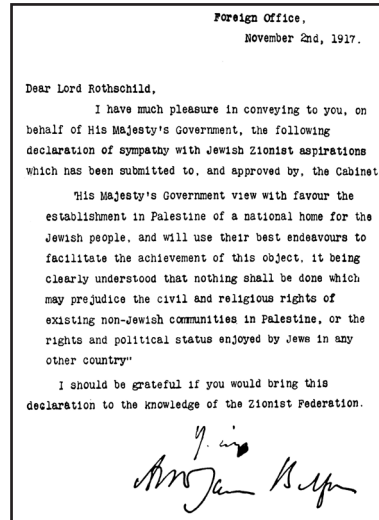 Foreign Office,
November 2nd, 1917.
Dear Lord Rothschild,
I have much pleasure in conveying to you, on
behalf of His Majesty's Government, the following
declaration of sympathy with Jewish Zionist aspirations
which has been submitted to, and approved by, the Cabinet
"His Majesty's Government view with favour the
establishment in Palestine of a national home for the
Jewish people, and will use their best endeavours to
facilitate the achievement of this object, it being
clearly understood that nothing shall be done which
may prejudice the civil and religious rights of
existing non-Jewish communities in Palestine, or the
rights and political status enjoyed by Jews in any
other country"
I should be grateful if you would bring this
declaration to the knowledge of the Zionist Federation.